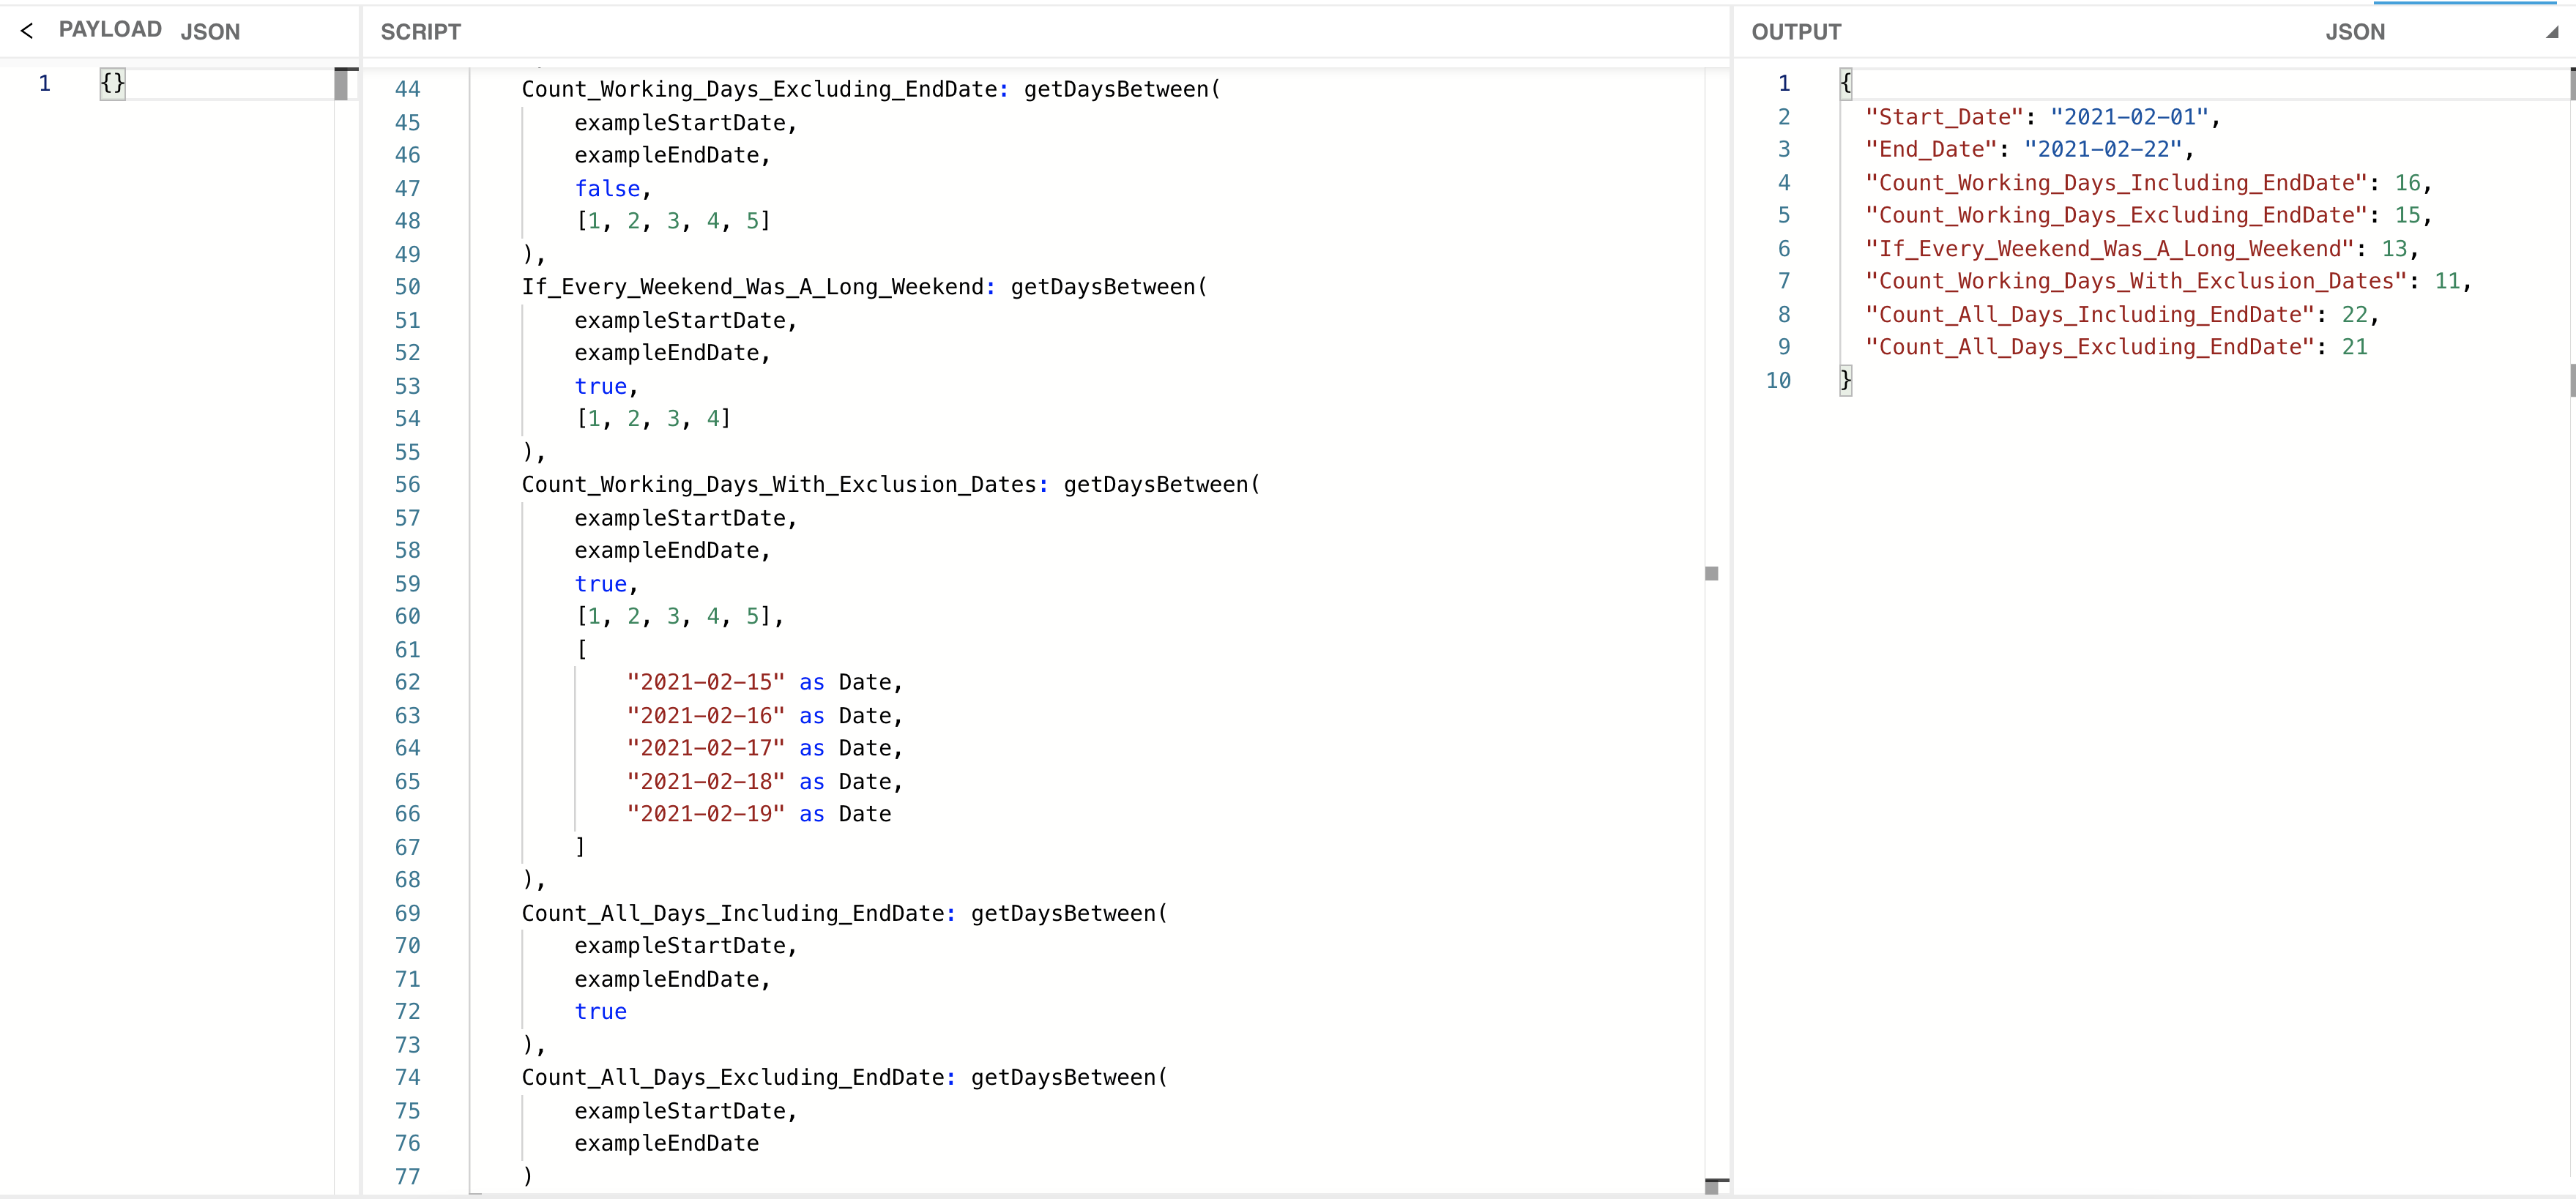 PAYLOAD JSON
1 {}
SCRIPT
44 Count_Working_Days_Excluding_EndDate: getDaysBetween(
45 exampleStartDate,
46 exampleEndDate,
47 false,
48 [1, 2, 3, 4, 5]
49 ),
50 If_Every_Weekend_Was_A_Long_Weekend: getDaysBetween(
51 exampleStartDate,
52 exampleEndDate,
53 true,
54 [1, 2, 3, 4]
55 ),
56 Count_Working_Days_With_Exclusion_Dates: getDaysBetween(
57 exampleStartDate,
58 exampleEndDate,
59 true,
60 [1, 2, 3, 4, 5],
61 [
62 "2021-02-15" as Date,
63 "2021-02-16" as Date,
64 "2021-02-17" as Date,
65 "2021-02-18" as Date,
66 "2021-02-19" as Date
67 ]
68 ),
69 Count_All_Days_Including_EndDate: getDaysBetween(
70 exampleStartDate,
71 exampleEndDate,
72 true
73 ),
74 Count_All_Days_Excluding_EndDate: getDaysBetween(
75 exampleStartDate,
76 exampleEndDate
77 )
OUTPUT JSON
1 {
2 "Start_Date": "2021-02-01",
3 "End_Date": "2021-02-22",
4 "Count_Working_Days_Including_EndDate": 16,
5 "Count_Working_Days_Excluding_EndDate": 15,
6 "If_Every_Weekend_Was_A_Long_Weekend": 13,
7 "Count_Working_Days_With_Exclusion_Dates": 11,
8 "Count_All_Days_Including_EndDate": 22,
9 "Count_All_Days_Excluding_EndDate": 21
10 }